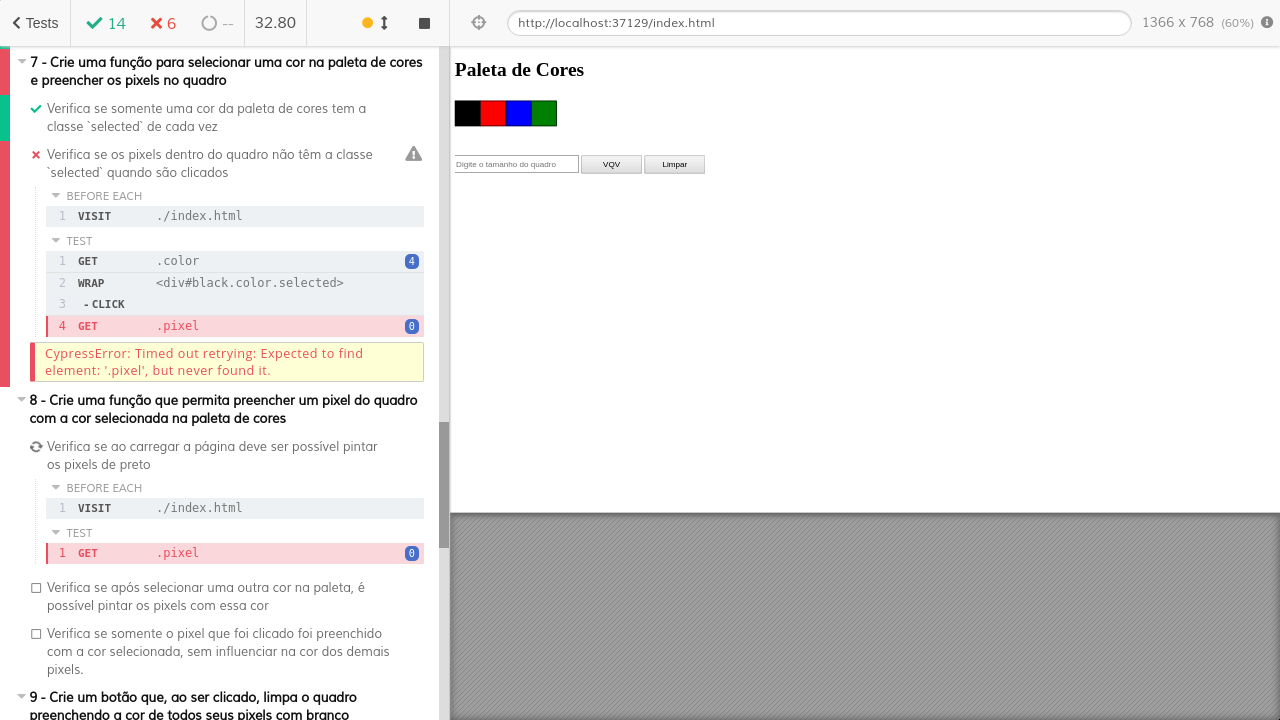 Tests 14 6 -- 32.80
http://localhost:37129/index.html 1366 x 768 (60%)
7 - Crie uma função para selecionar uma cor na paleta de cores
e preencher os pixels no quadro
Verifica se somente uma cor da paleta de cores tem a
classe `selected` de cada vez
Verifica se os pixels dentro do quadro não têm a classe
`selected` quando são clicados
BEFORE EACH
1 VISIT ./index.html
TEST
1 GET .color 4
2 WRAP <div#black.color.selected>
3 -CLICK
4 GET .pixel 0
CypressError: Timed out retrying: Expected to find
element: '.pixel', but never found it.
8 - Crie uma função que permita preencher um pixel do quadro
com a cor selecionada na paleta de cores
Verifica se ao carregar a página deve ser possível pintar
os pixels de preto
BEFORE EACH
1 VISIT ./index.html
TEST
1 GET .pixel 0
Verifica se após selecionar uma outra cor na paleta, é
possível pintar os pixels com essa cor
Verifica se somente o pixel que foi clicado foi preenchido
com a cor selecionada, sem influenciar na cor dos demais
pixels.
9 - Crie um botão que, ao ser clicado, limpa o quadro
preenchendo a cor de todos seus pixels com branco
Paleta de Cores
Digite o tamanho do quadro VQV Limpar